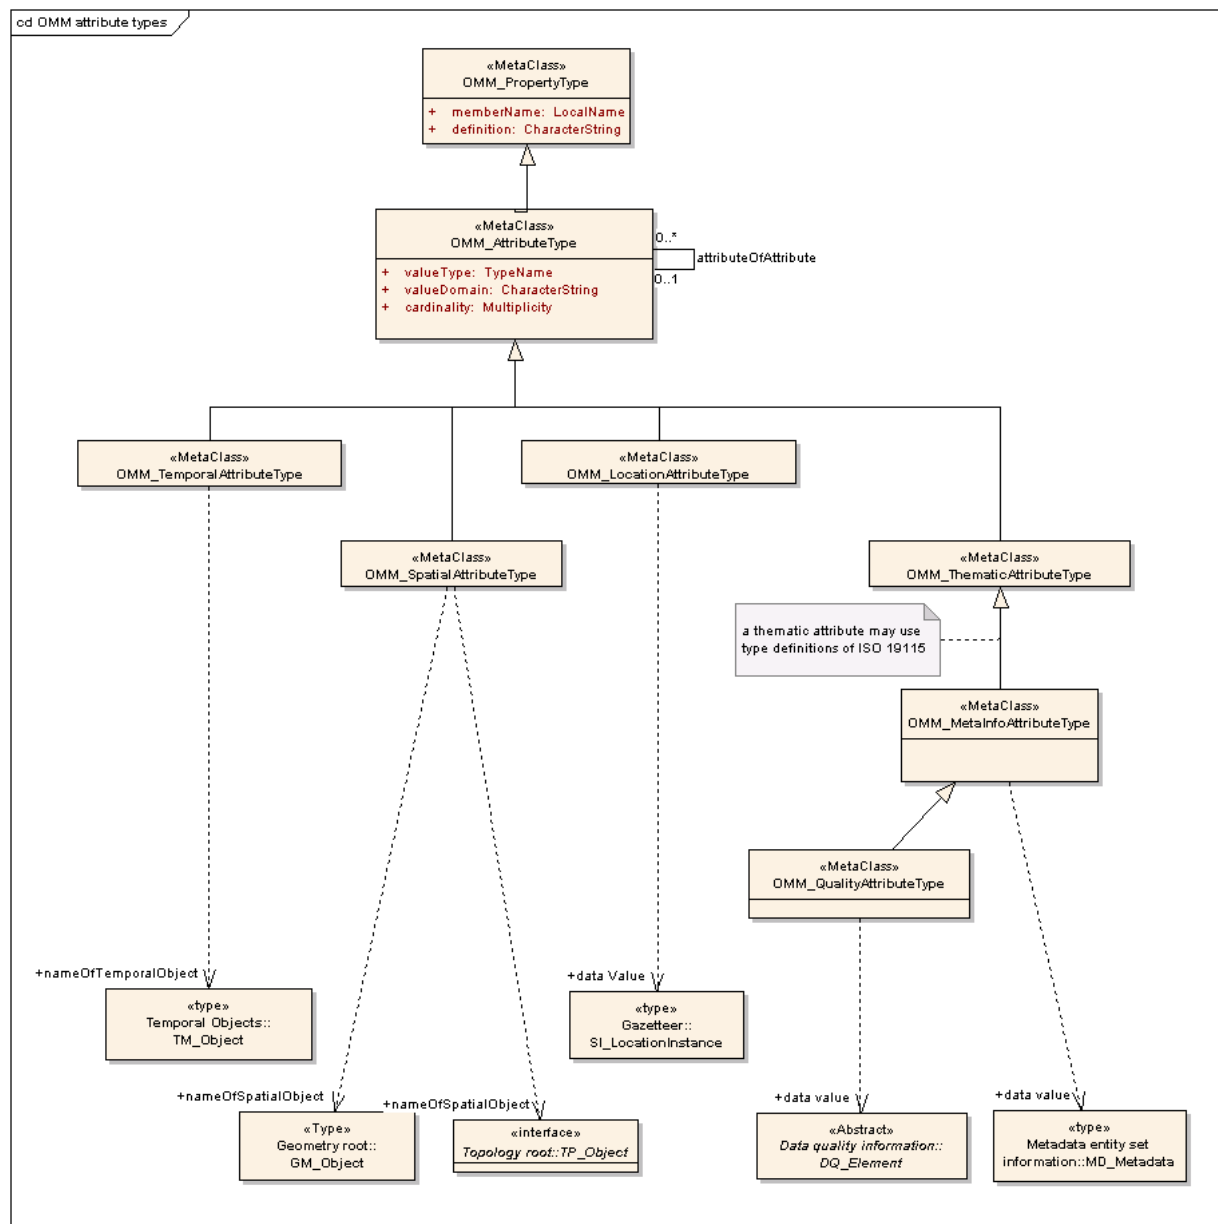 cd OMM attribute types
«MetaClass»
OMM_PropertyType
+ memberName: LocalName
+ definition: CharacterString
«MetaClass»
OMM_AttributeType
+ valueType: TypeName
+ valueDomain: CharacterString
+ cardinality: Multiplicity
0..*
attributeOfAttribute
0..1
«MetaClass»
OMM_TemporalAttributeType
«MetaClass»
OMM_LocationAttributeType
«MetaClass»
OMM_SpatialAttributeType
«MetaClass»
OMM_ThematicAttributeType
a thematic attribute may use
type definitions of ISO 19115
«MetaClass»
OMM_MetaInfoAttributeType
«MetaClass»
OMM_QualityAttributeType
+nameOfTemporalObject
«type»
Temporal Objects::
TM_Object
+data Value
«type»
Gazetteer::
SI_LocationInstance
+nameOfSpatialObject
«Type»
Geometry root::
GM_Object
+nameOfSpatialObject
«interface»
Topology root::TP_Object
+data value
«Abstract»
Data quality information::
DQ_Element
+data value
«type»
Metadata entity set
information::MD_Metadata